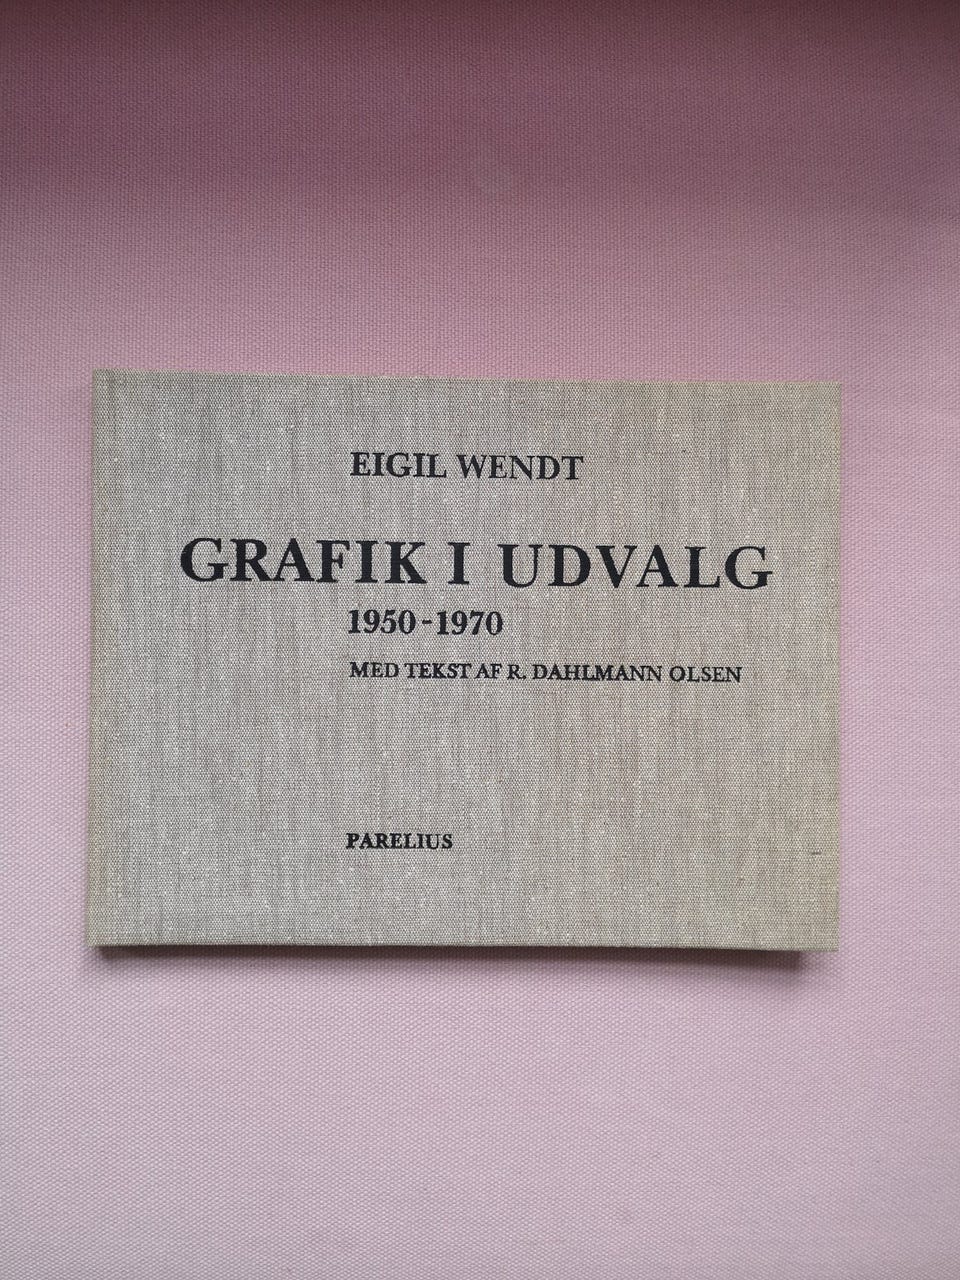 EIGIL WENDT
GRAFIK I UDVALG
1950-1970
MED TEKST AF R. DAHLMANN OLSEN
PARELIUS